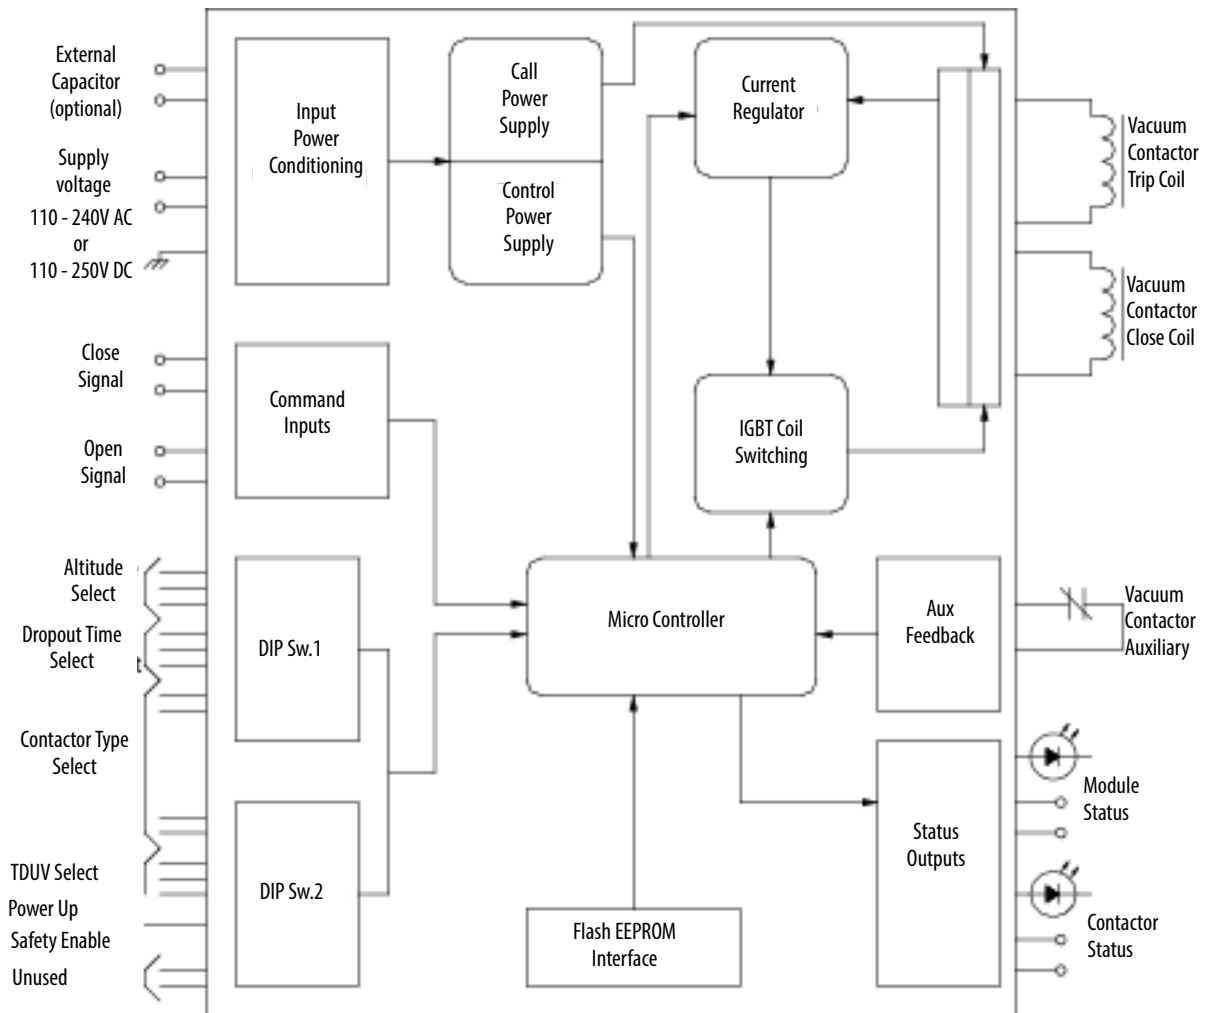 External
Capacitor
(optional)
Supply
voltage
110 - 240V AC
or
110 - 250V DC
Close
Signal
Open
Signal
Altitude
Select
Dropout Time
Select
Contactor Type
Select
TDUV Select
Power Up
Safety Enable
Unused
Input
Power
Conditioning
Call
Power
Supply
Control
Power
Supply
Current
Regulator
Command
Inputs
IGBT Coil
Switching
DIP Sw.1
Micro Controller
Aux
Feedback
DIP Sw.2
Flash EEPROM
Interface
Status
Outputs
Vacuum
Contactor
Trip Coil
Vacuum
Contactor
Close Coil
Vacuum
Contactor
Auxiliary
Module
Status
Contactor
Status